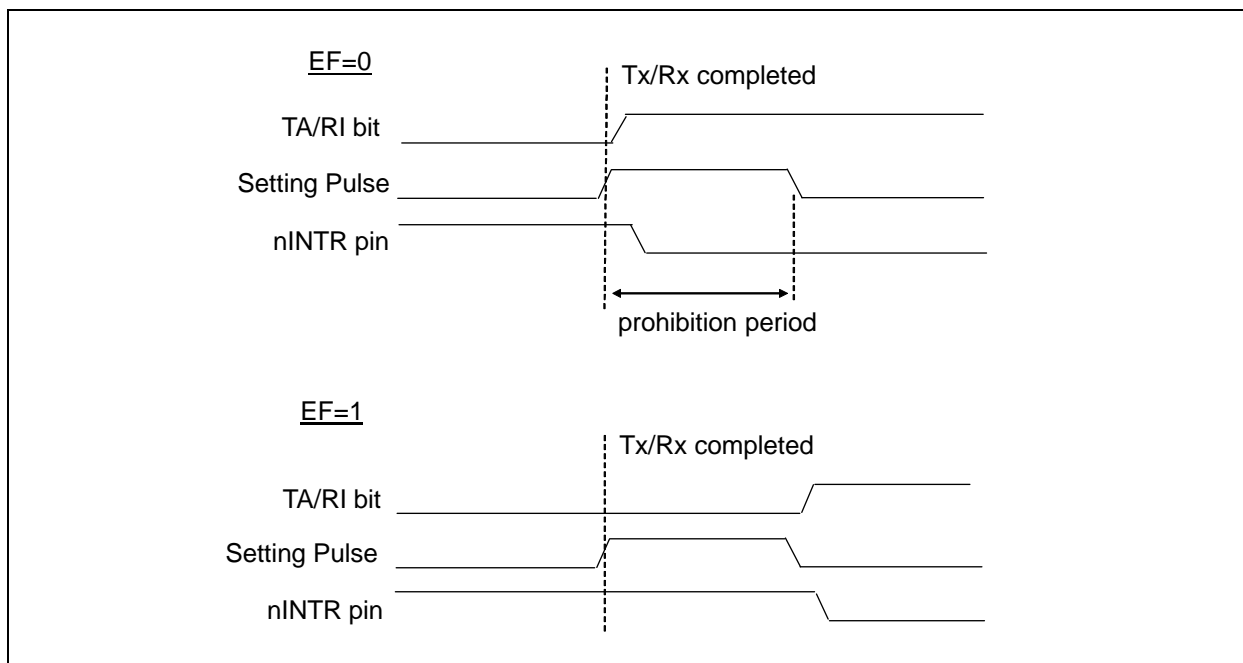 EF=0
Tx/Rx completed
TA/RI bit
Setting Pulse
nINTR pin
prohibition period
EF=1
Tx/Rx completed
TA/RI bit
Setting Pulse
nINTR pin